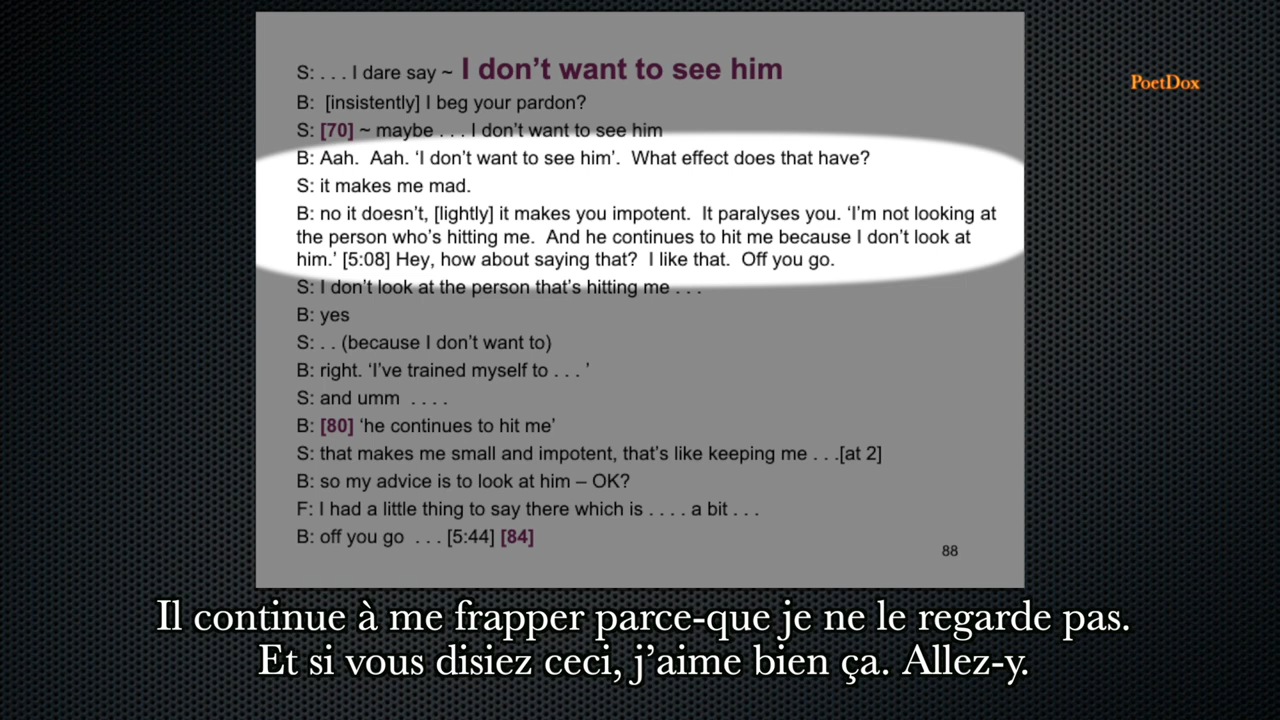 S: . . . I dare say ~ I don't want to see him
PoetDox
B: [insistently] I beg your pardon?
S: [70] ~ maybe . . . I don't want to see him
B: Aah. Aah. 'I don't want to see him'. What effect does that have?
S: it makes me mad.
B: no it doesn't, [lightly] it makes you impotent. It paralyses you. 'I'm not looking at
the person who's hitting me. And he continues to hit me because I don't look at
him.' [5:08] Hey, how about saying that? I like that. Off you go.
S: I don't look at the person that's hitting me . . .
B: yes
S: . . (because I don't want to)
B: right. 'I've trained myself to . . . '
S: and umm . . . .
B: [80] 'he continues to hit me'
S: that makes me small and impotent, that's like keeping me . . .[at 2]
B: so my advice is to look at him – OK?
F: I had a little thing to say there which is . . . . a bit . . .
B: off you go . . . [5:44] [84]
88
Il continue à me frapper parce-que je ne le regarde pas.
Et si vous disiez ceci, j'aime bien ça. Allez-y.